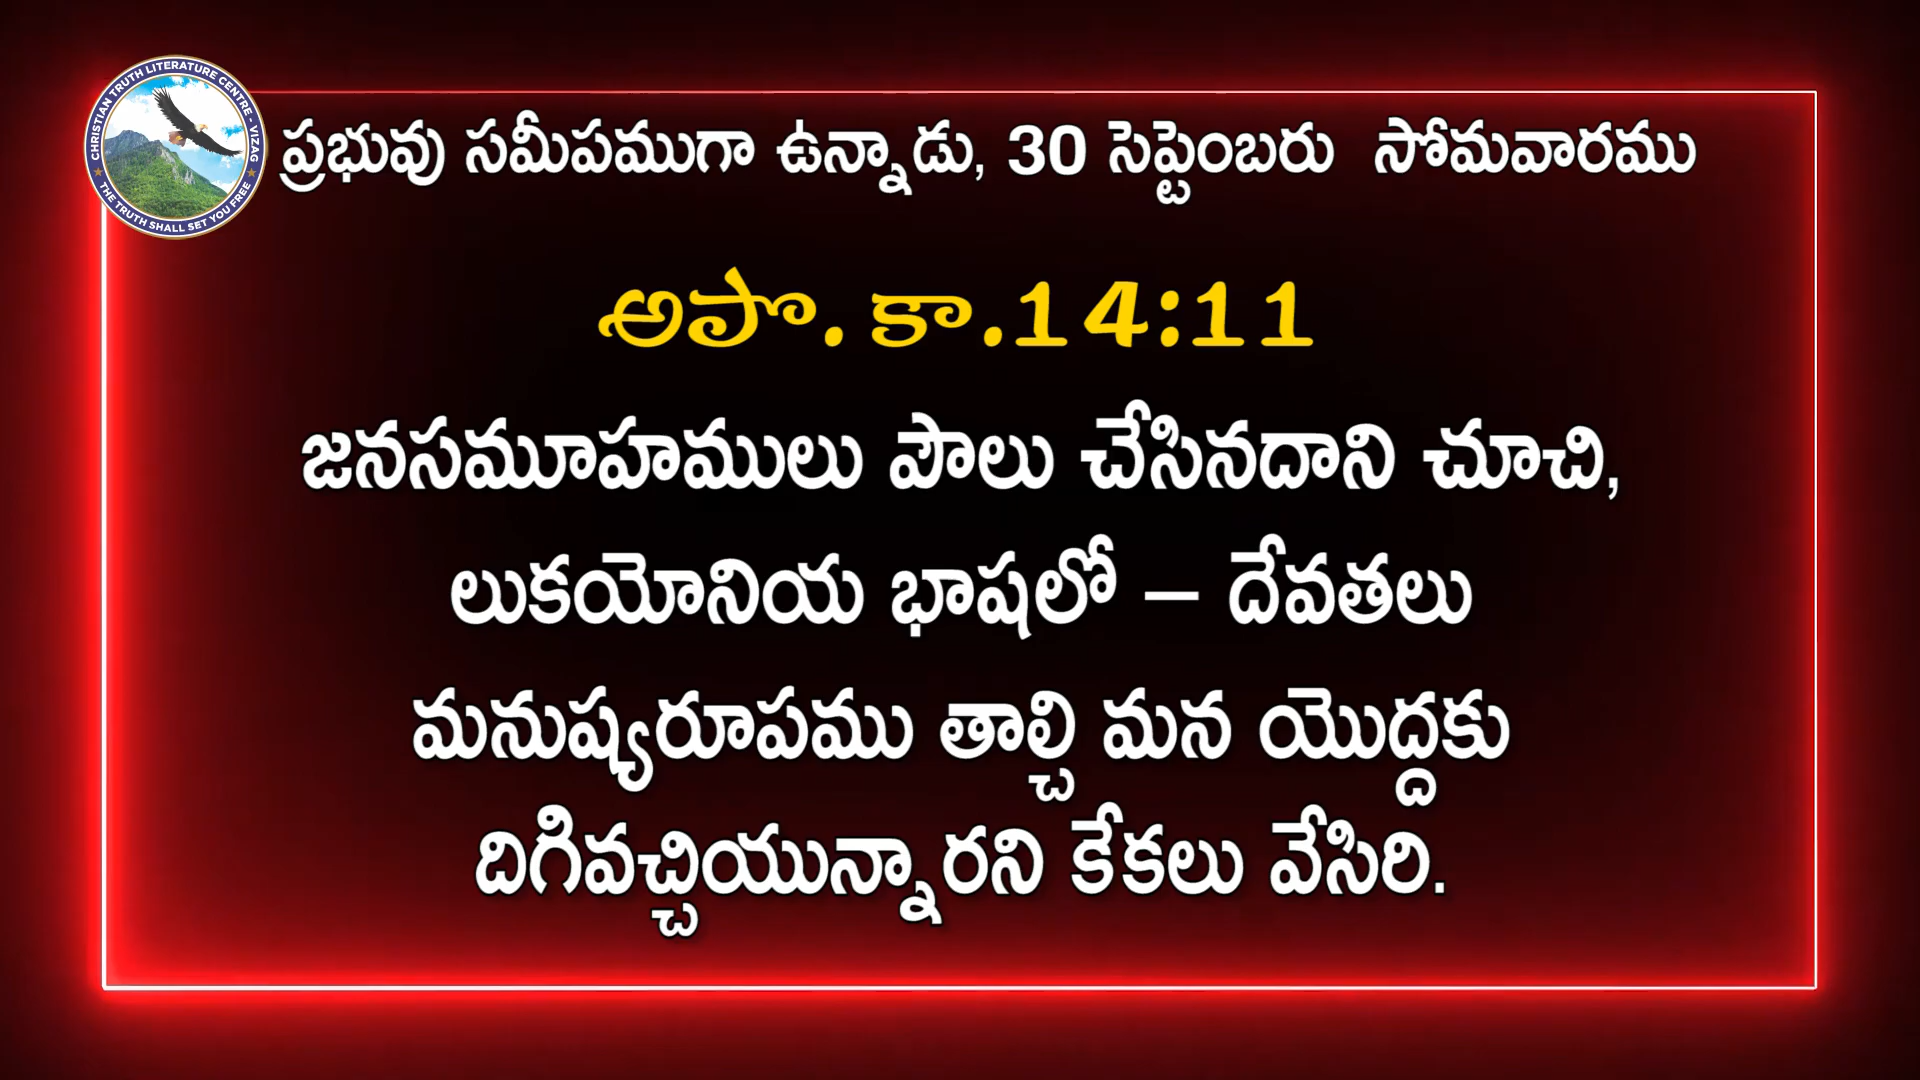 CHRISTIAN TRUTH LITERATURE CENTRE - VIZAG
THE TRUTH SHALL SET YOU FREE
ప్రభువు సమీపముగా ఉన్నాడు, 30 సెప్టెంబరు సోమవారము
అపొ. కా.14:11
జనసమూహములు పౌలు చేసినదాని చూచి,
లుకయోనియ భాషలో – దేవతలు
మనుష్యరూపము తాల్చి మన యొద్దకు
దిగివచ్చియున్నారని కేకలు వేసిరి.